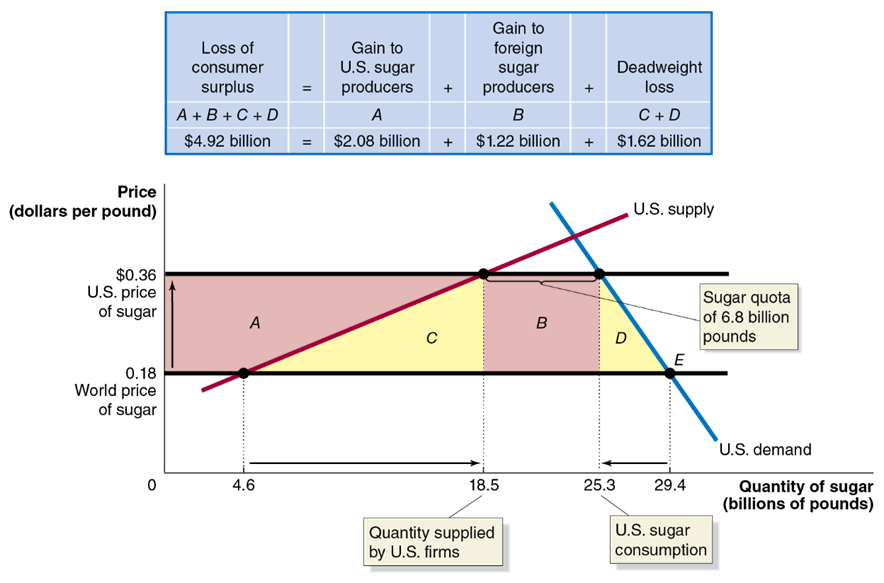 Loss of
consumer
surplus
=
Gain to
U.S. sugar
producers
+
Gain to
foreign
sugar
producers
+
Deadweight
loss
A + B + C + D
A
B
C + D
$4.92 billion = $2.08 billion + $1.22 billion + $1.62 billion
Price
(dollars per pound)
U.S. supply
$0.36
U.S. price
of sugar
Sugar quota
of 6.8 billion
pounds
A
C
B
D
E
0.18
World price
of sugar
U.S. demand
0
4.6
18.5
25.3
29.4
Quantity of sugar
(billions of pounds)
Quantity supplied
by U.S. firms
U.S. sugar
consumption